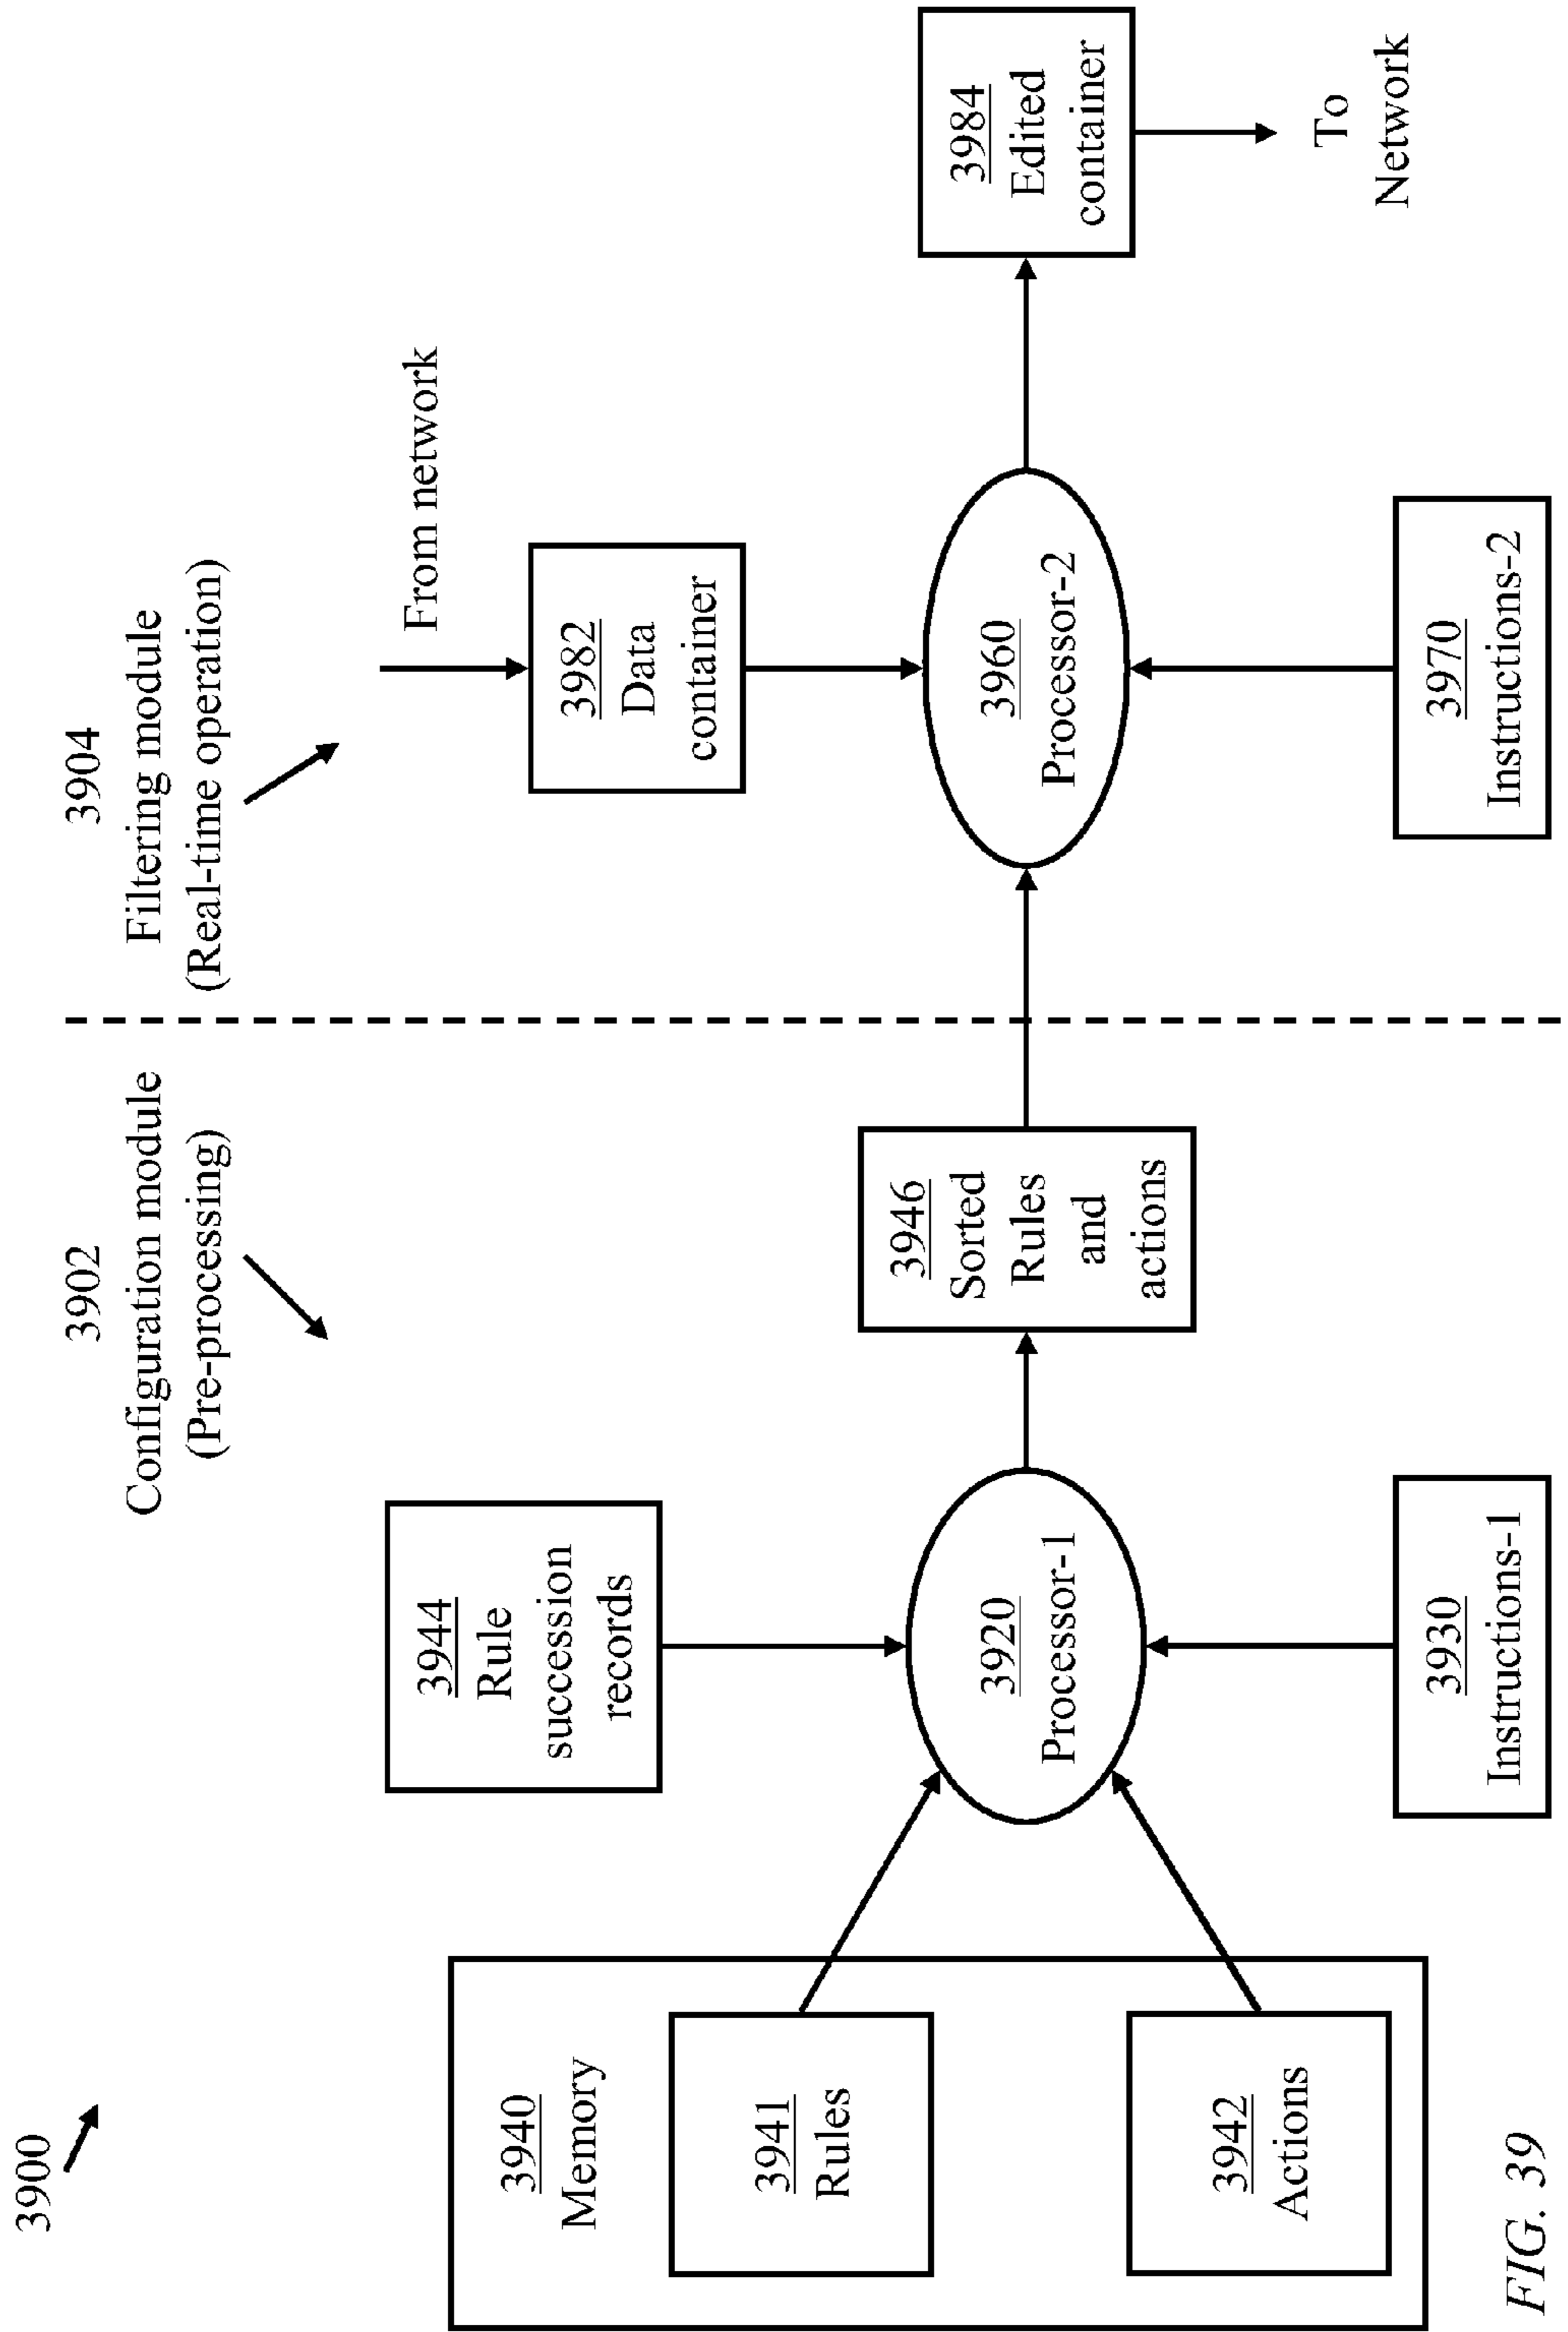 3900
3902
Configuration module
(Pre-processing)
3904
Filtering module
(Real-time operation)
3940
Memory
3941
Rules
3942
Actions
3944
Rule
succession
records
3920
Processor-1
3930
Instructions-1
3946
Sorted
Rules
and
actions
From network
3982
Data
container
3960
Processor-2
3970
Instructions-2
3984
Edited
container
To
Network
FIG. 39